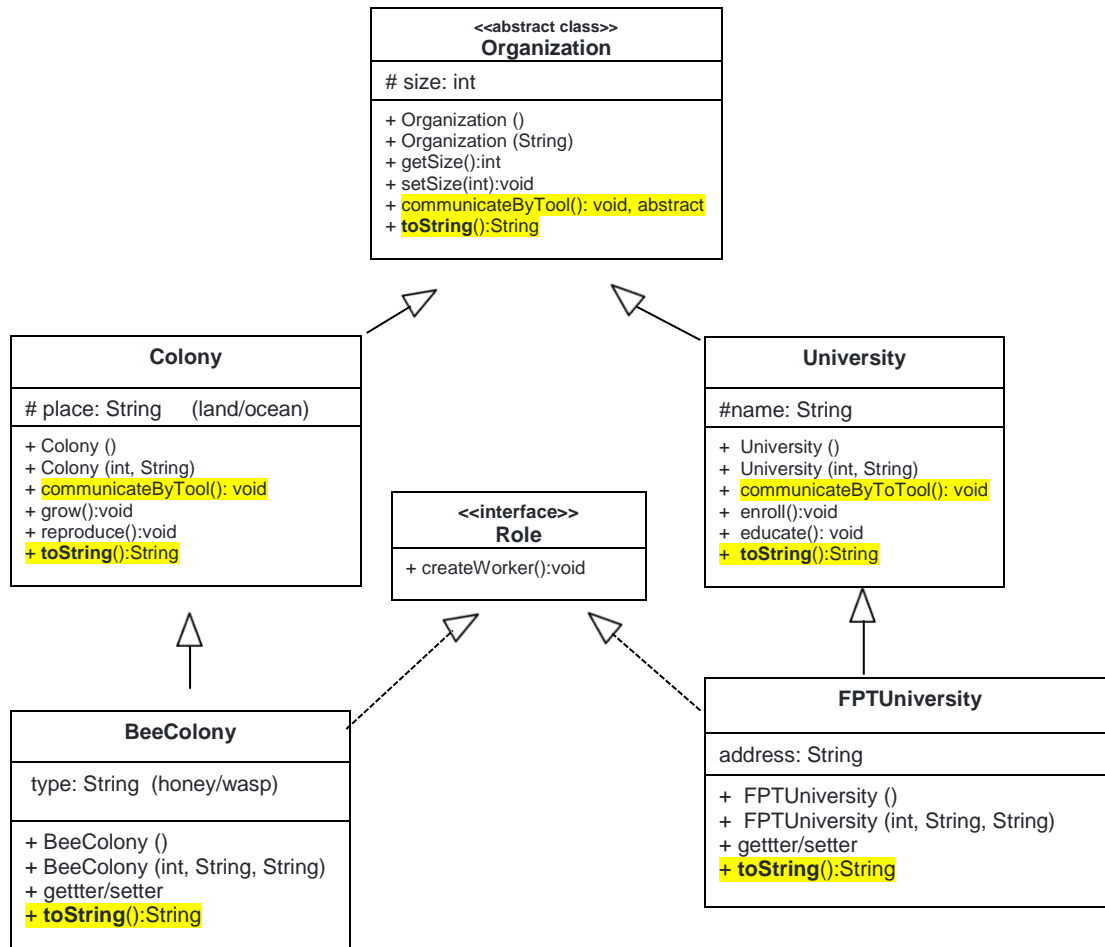 <<abstract class>>
Organization
# size: int
+ Organization ()
+ Organization (String)
+ getSize():int
+ setSize(int):void
+ communicateByTool(): void, abstract
+ toString():String
Colony
# place: String (land/ocean)
+ Colony ()
+ Colony (int, String)
+ communicateByTool(): void
+ grow():void
+ reproduce():void
+ toString():String
University
#name: String
+ University ()
+ University (int, String)
+ communicateByToTool(): void
+ enroll():void
+ educate(): void
+ toString():String
<<interface>>
Role
+ createWorker():void
BeeColony
type: String (honey/wasp)
+ BeeColony ()
+ BeeColony (int, String, String)
+ gettter/setter
+ toString():String
FPTUniversity
address: String
+ FPTUniversity ()
+ FPTUniversity (int, String, String)
+ gettter/setter
+ toString():String